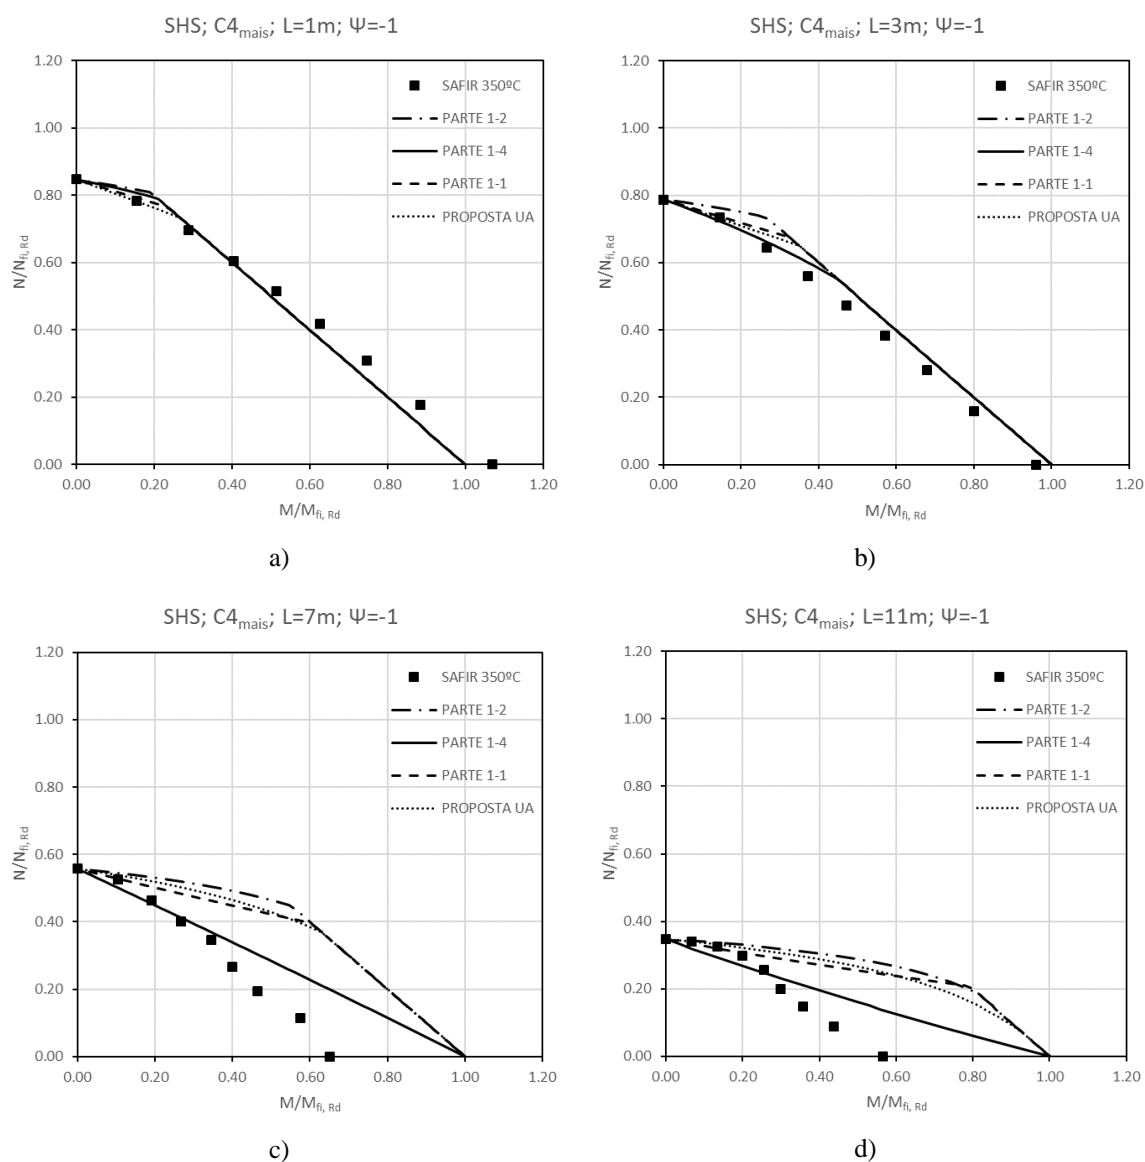 SHS; C4mais; L=1m; Ψ=-1
1.20
1.00
0.80
0.60
0.40
0.20
0.00
N/Nfi,Rd
0.00 0.20 0.40 0.60 0.80 1.00 1.20
M/Mfi, Rd
SAFIR 350ºC
PARTE 1-2
PARTE 1-4
PARTE 1-1
PROPOSTA UA
a)
SHS; C4mais; L=3m; Ψ=-1
1.20
1.00
0.80
0.60
0.40
0.20
0.00
N/Nfi,Rd
0.00 0.20 0.40 0.60 0.80 1.00 1.20
M/Mfi, Rd
SAFIR 350ºC
PARTE 1-2
PARTE 1-4
PARTE 1-1
PROPOSTA UA
b)
SHS; C4mais; L=7m; Ψ=-1
1.20
1.00
0.80
0.60
0.40
0.20
0.00
N/Nfi,Rd
0.00 0.20 0.40 0.60 0.80 1.00 1.20
M/Mfi, Rd
SAFIR 350ºC
PARTE 1-2
PARTE 1-4
PARTE 1-1
PROPOSTA UA
c)
SHS; C4mais; L=11m; Ψ=-1
1.20
1.00
0.80
0.60
0.40
0.20
0.00
N/Nfi,Rd
0.00 0.20 0.40 0.60 0.80 1.00 1.20
M/Mfi, Rd
SAFIR 350ºC
PARTE 1-2
PARTE 1-4
PARTE 1-1
PROPOSTA UA
d)